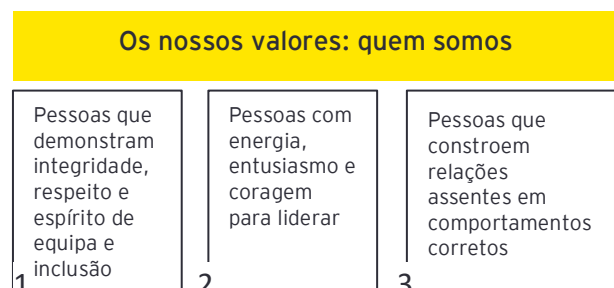 Os nossos valores: quem somos
Pessoas que
demonstram
integridade,
respeito e
espírito de
equipa e
inclusão
1
Pessoas com
energia,
entusiasmo e
coragem
para liderar
2
Pessoas que
constroem
relações
assentes em
comportamentos
corretos
3